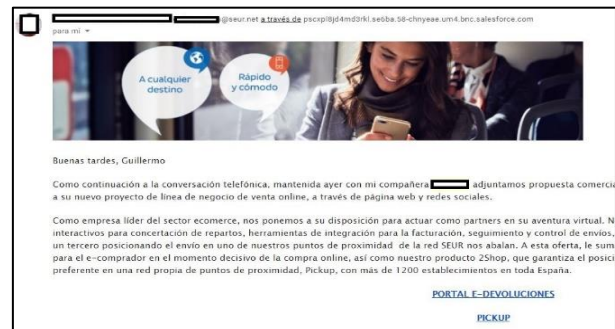 @seur.net a través de pscxpl8jd4md3rkl.se6ba.58-chnyeae.um4.bnc.salesforce.com
para mí
A cualquier
destino
Rápido
y cómodo
Buenas tardes, Guillermo
Como continuación a la conversación telefónica, mantenida ayer con mi compañera adjuntamos propuesta comercia
a su nuevo proyecto de línea de negocio de venta online, a través de página web y redes sociales.
Como empresa líder del sector ecomerce, nos ponemos a su disposición para actuar como partners en su aventura virtual. N
interactivos para concertación de repartos, herramientas de integración para la facturación, seguimiento y control de envíos,
un tercero posicionando el envío en uno de nuestros puntos de proximidad de la red SEUR nos abalan. A esta oferta, le sum
para el e-comprador en el momento decisivo de la compra online, así como nuestro producto 2Shop, que garantiza el posici
preferente en una red propia de puntos de proximidad, Pickup, con más de 1200 establecimientos en toda España.
PORTAL E-DEVOLUCIONES
PICKUP